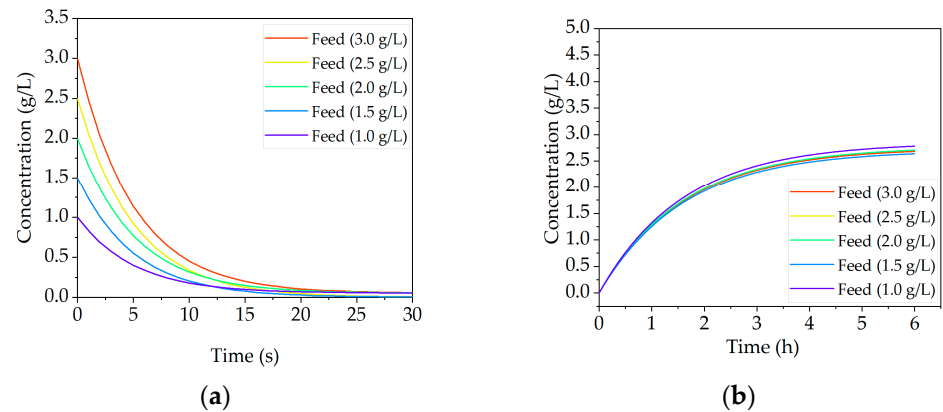 3.5
3.0
2.5
2.0
1.5
1.0
0.5
0.0
Concentration (g/L)
Feed (3.0 g/L)
Feed (2.5 g/L)
Feed (2.0 g/L)
Feed (1.5 g/L)
Feed (1.0 g/L)
0 5 10 15 20 25 30
Time (s)
(a)
5.0
4.5
4.0
3.5
3.0
2.5
2.0
1.5
1.0
0.5
0.0
Concentration (g/L)
Feed (3.0 g/L)
Feed (2.5 g/L)
Feed (2.0 g/L)
Feed (1.5 g/L)
Feed (1.0 g/L)
0 1 2 3 4 5 6
Time (h)
(b)